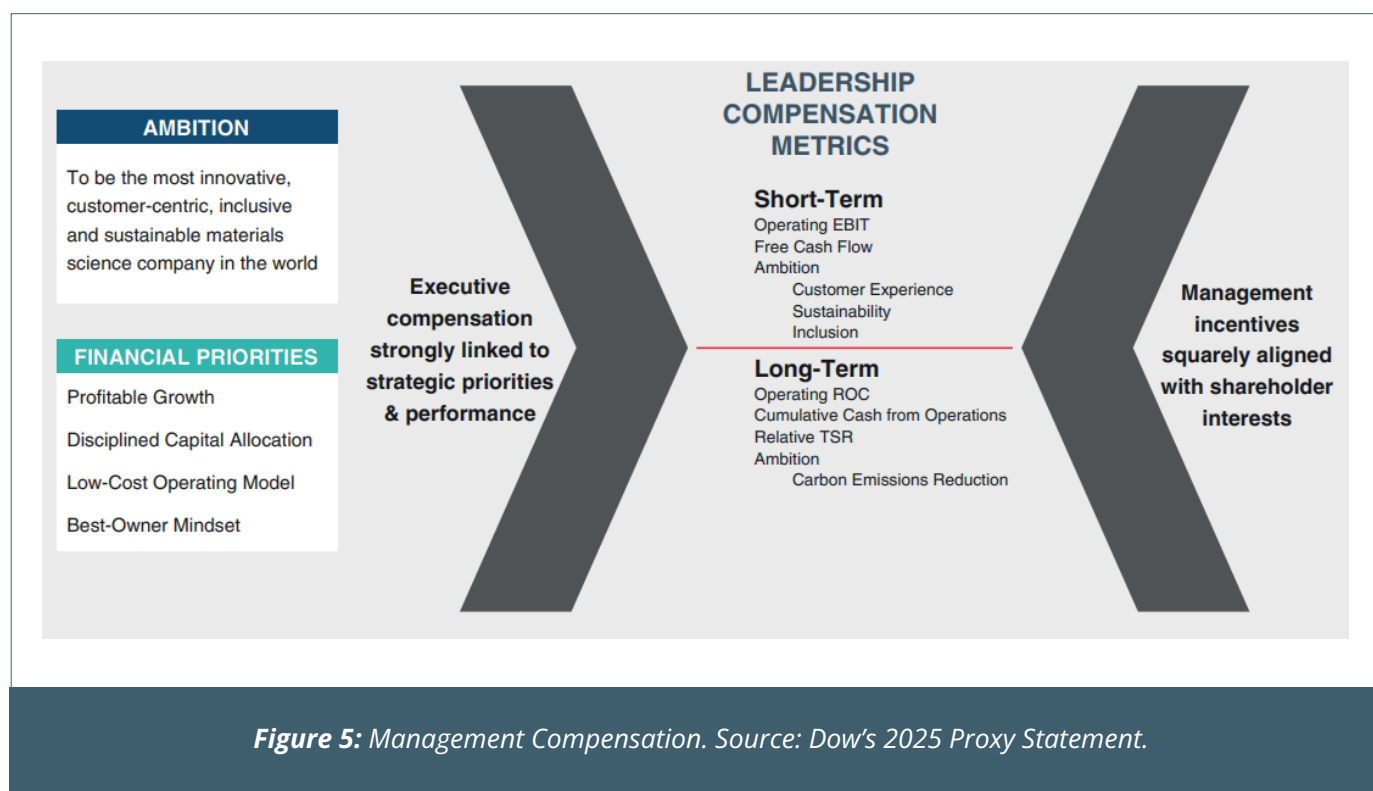 AMBITION
To be the most innovative,
customer-centric, inclusive
and sustainable materials
science company in the world
FINANCIAL PRIORITIES
Profitable Growth
Disciplined Capital Allocation
Low-Cost Operating Model
Best-Owner Mindset
Executive
compensation
strongly linked to
strategic priorities
& performance
LEADERSHIP
COMPENSATION
METRICS
Short-Term
Operating EBIT
Free Cash Flow
Ambition
Customer Experience
Sustainability
Inclusion
Long-Term
Operating ROC
Cumulative Cash from Operations
Relative TSR
Ambition
Carbon Emissions Reduction
Management
incentives
squarely aligned
with shareholder
interests
Figure 5: Management Compensation. Source: Dow’s 2025 Proxy Statement.